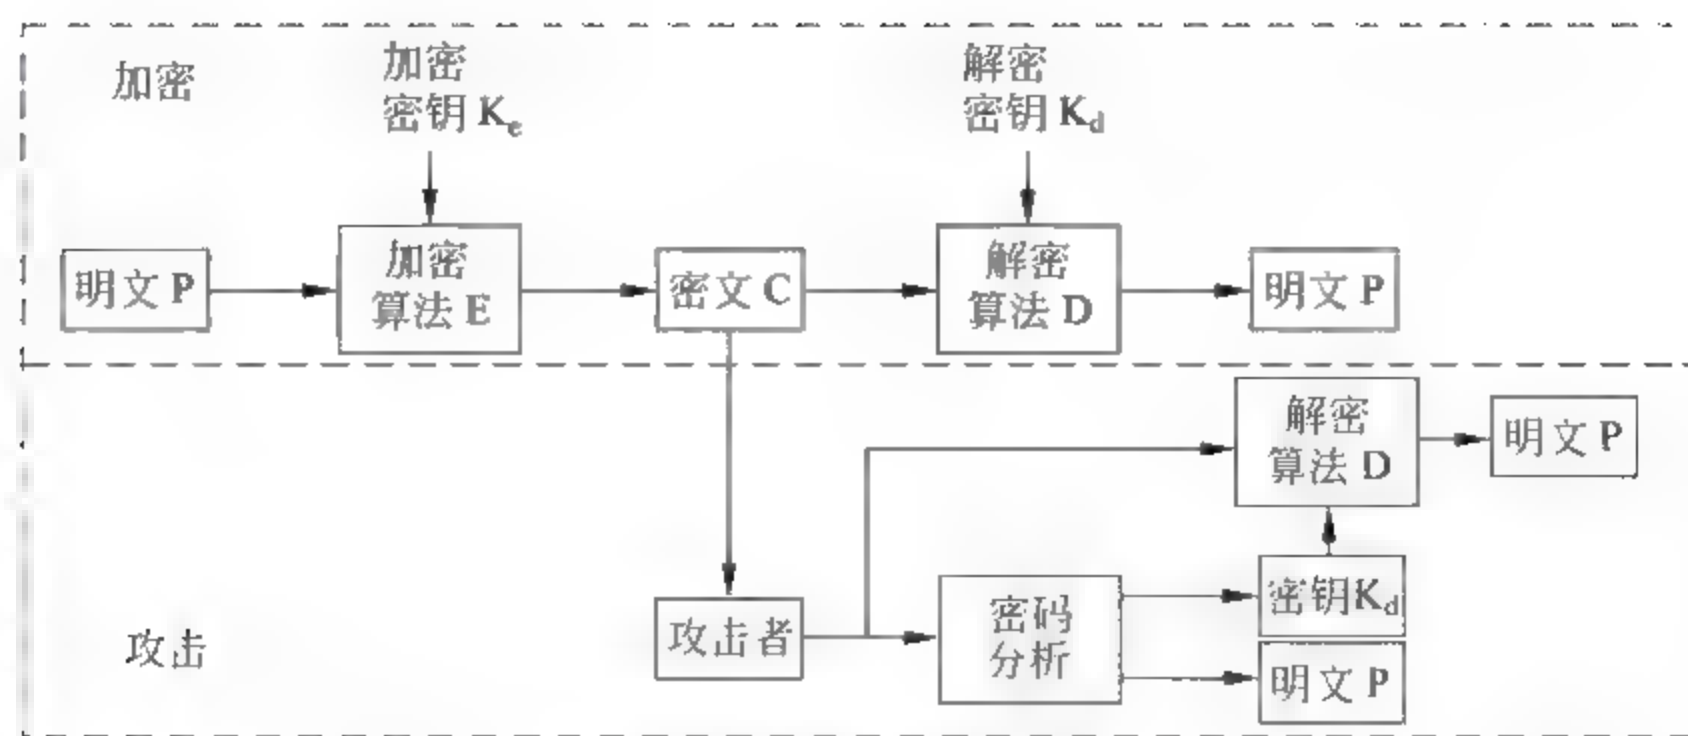 加密
加密
密钥 Ke
解密
密钥 Kd
明文 P
加密
算法 E
密文 C
解密
算法 D
明文 P
解密
算法 D
明文 P
密钥Kd
攻击者
密码
分析
明文 P
攻击